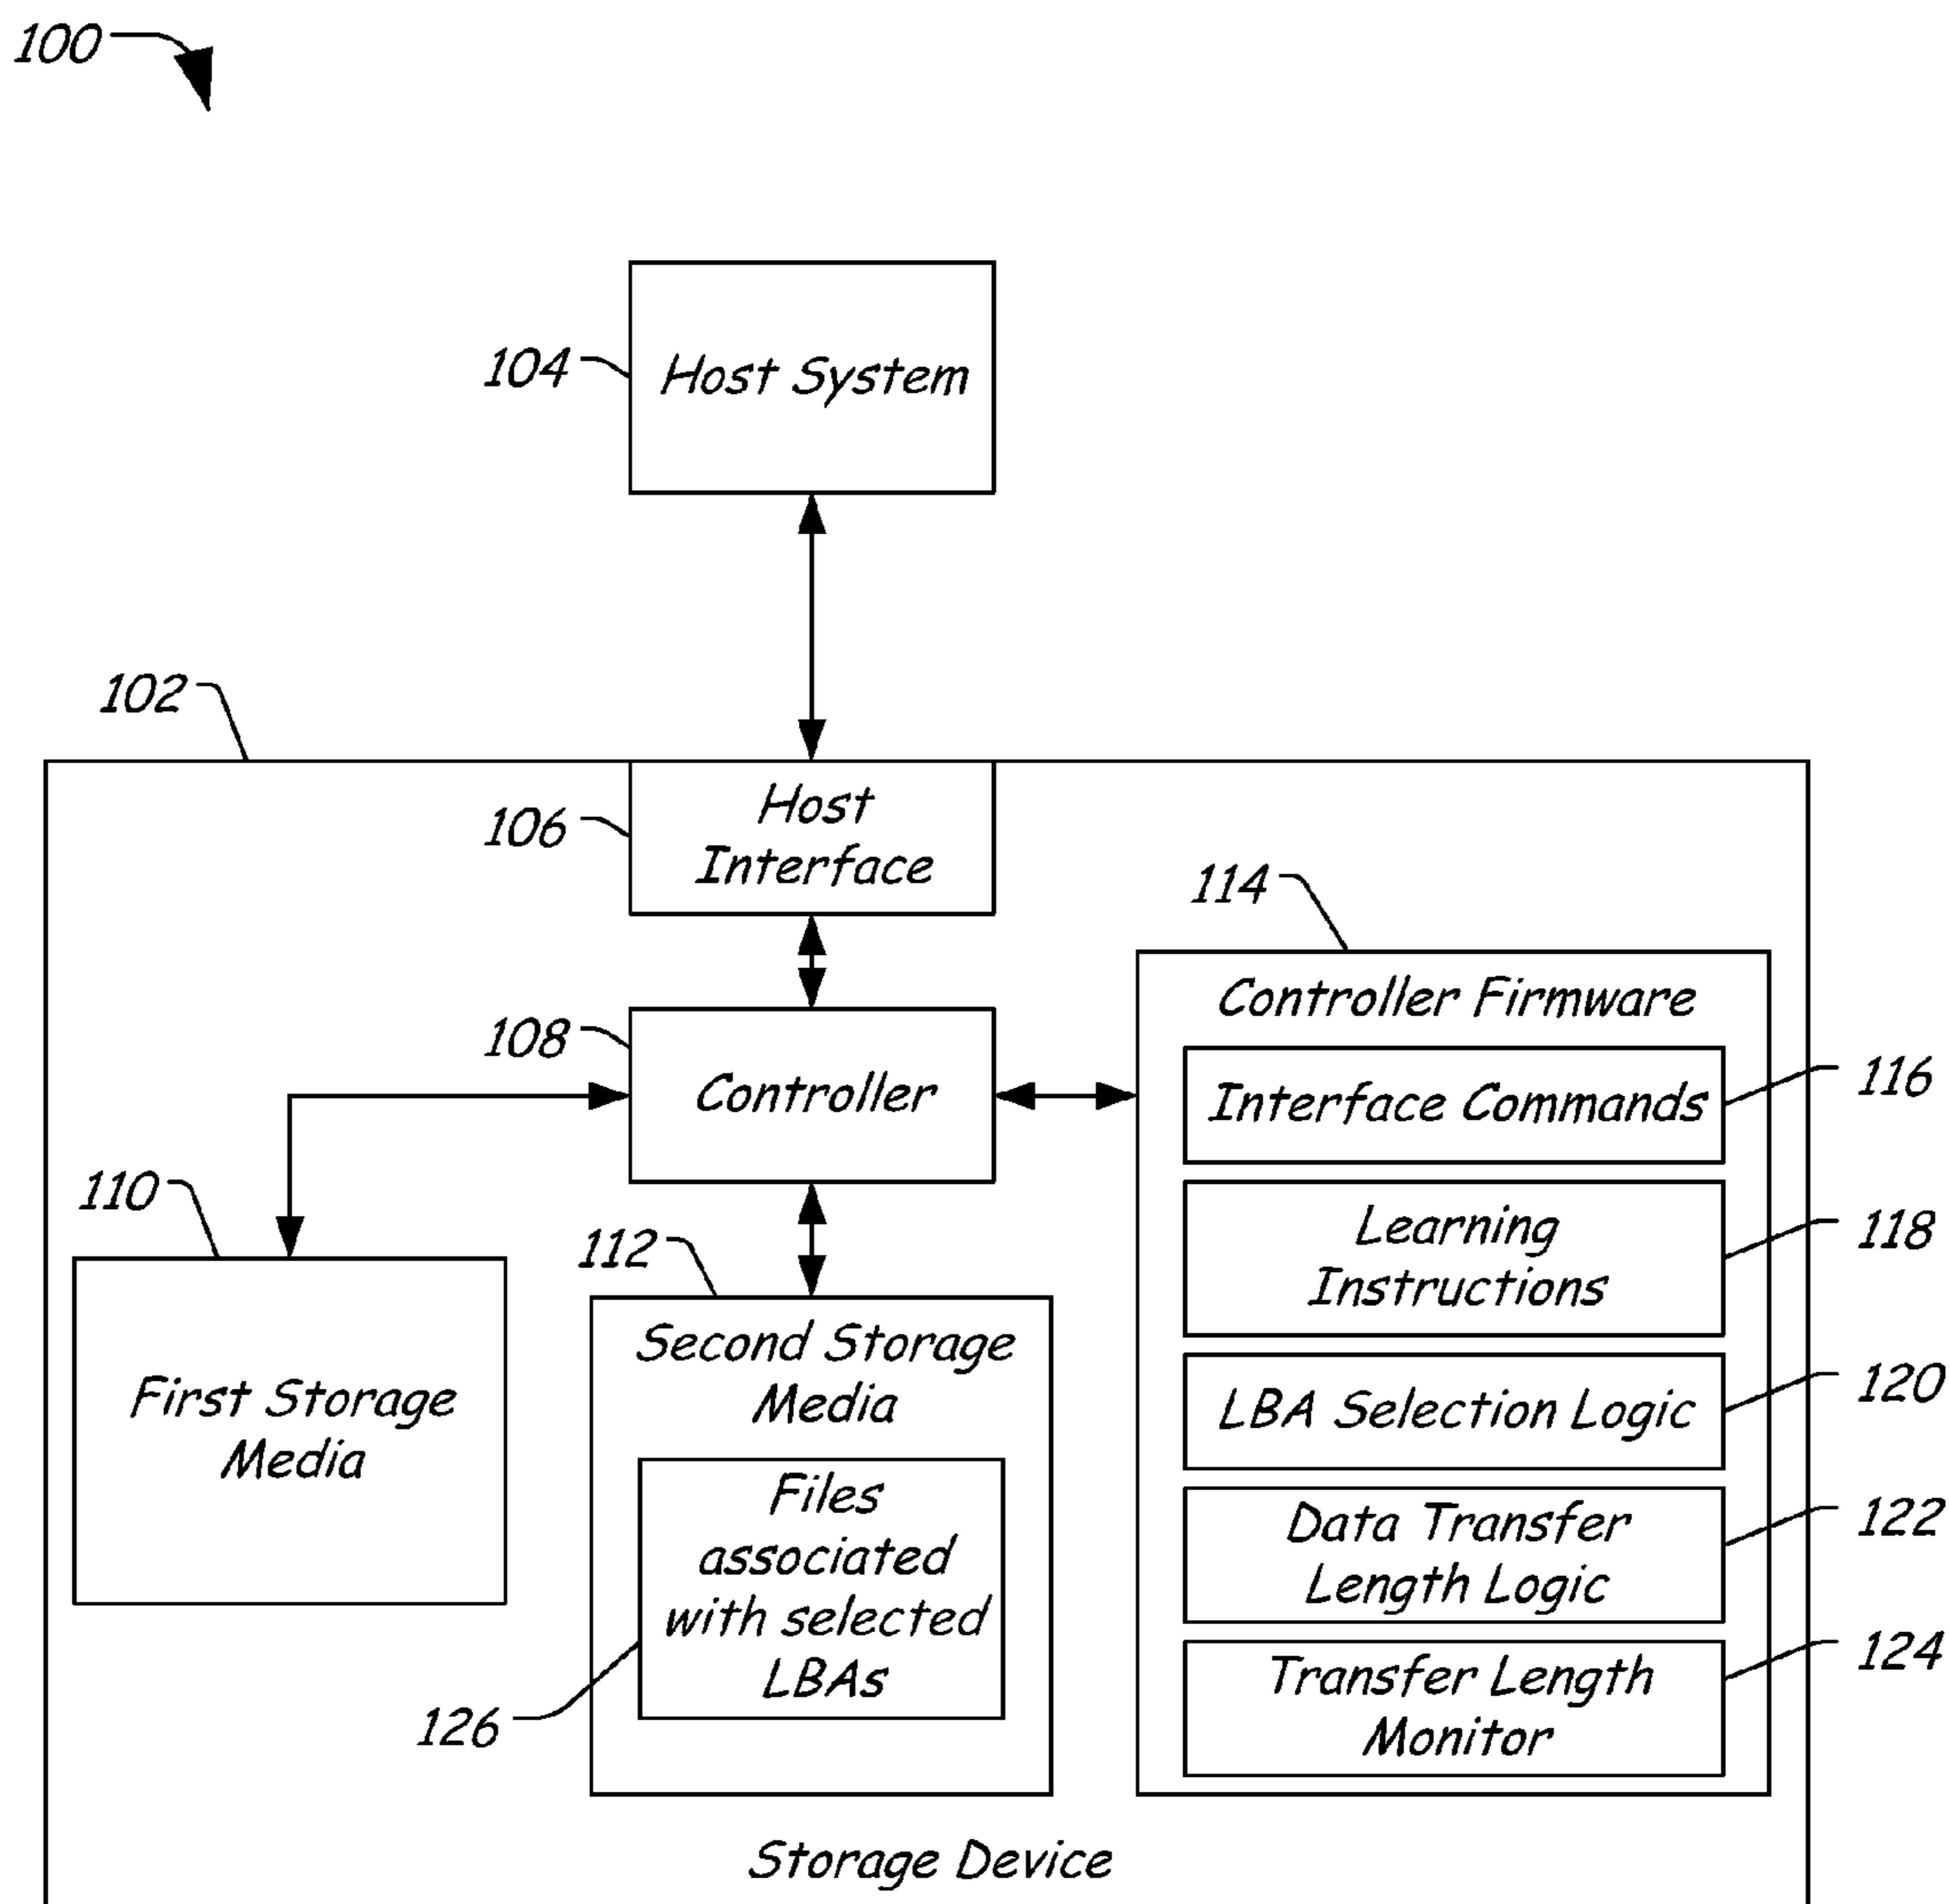 100
104
Host System
102
106
Host
Interface
114
Controller Firmware
108
Controller
Interface Commands
116
110
Learning
Instructions
118
112
First Storage
Media
Second Storage
Media
LBA Selection Logic
120
Files
associated
with selected
LBAs
126
Data Transfer
Length Logic
122
Transfer Length
Monitor
124
Storage Device